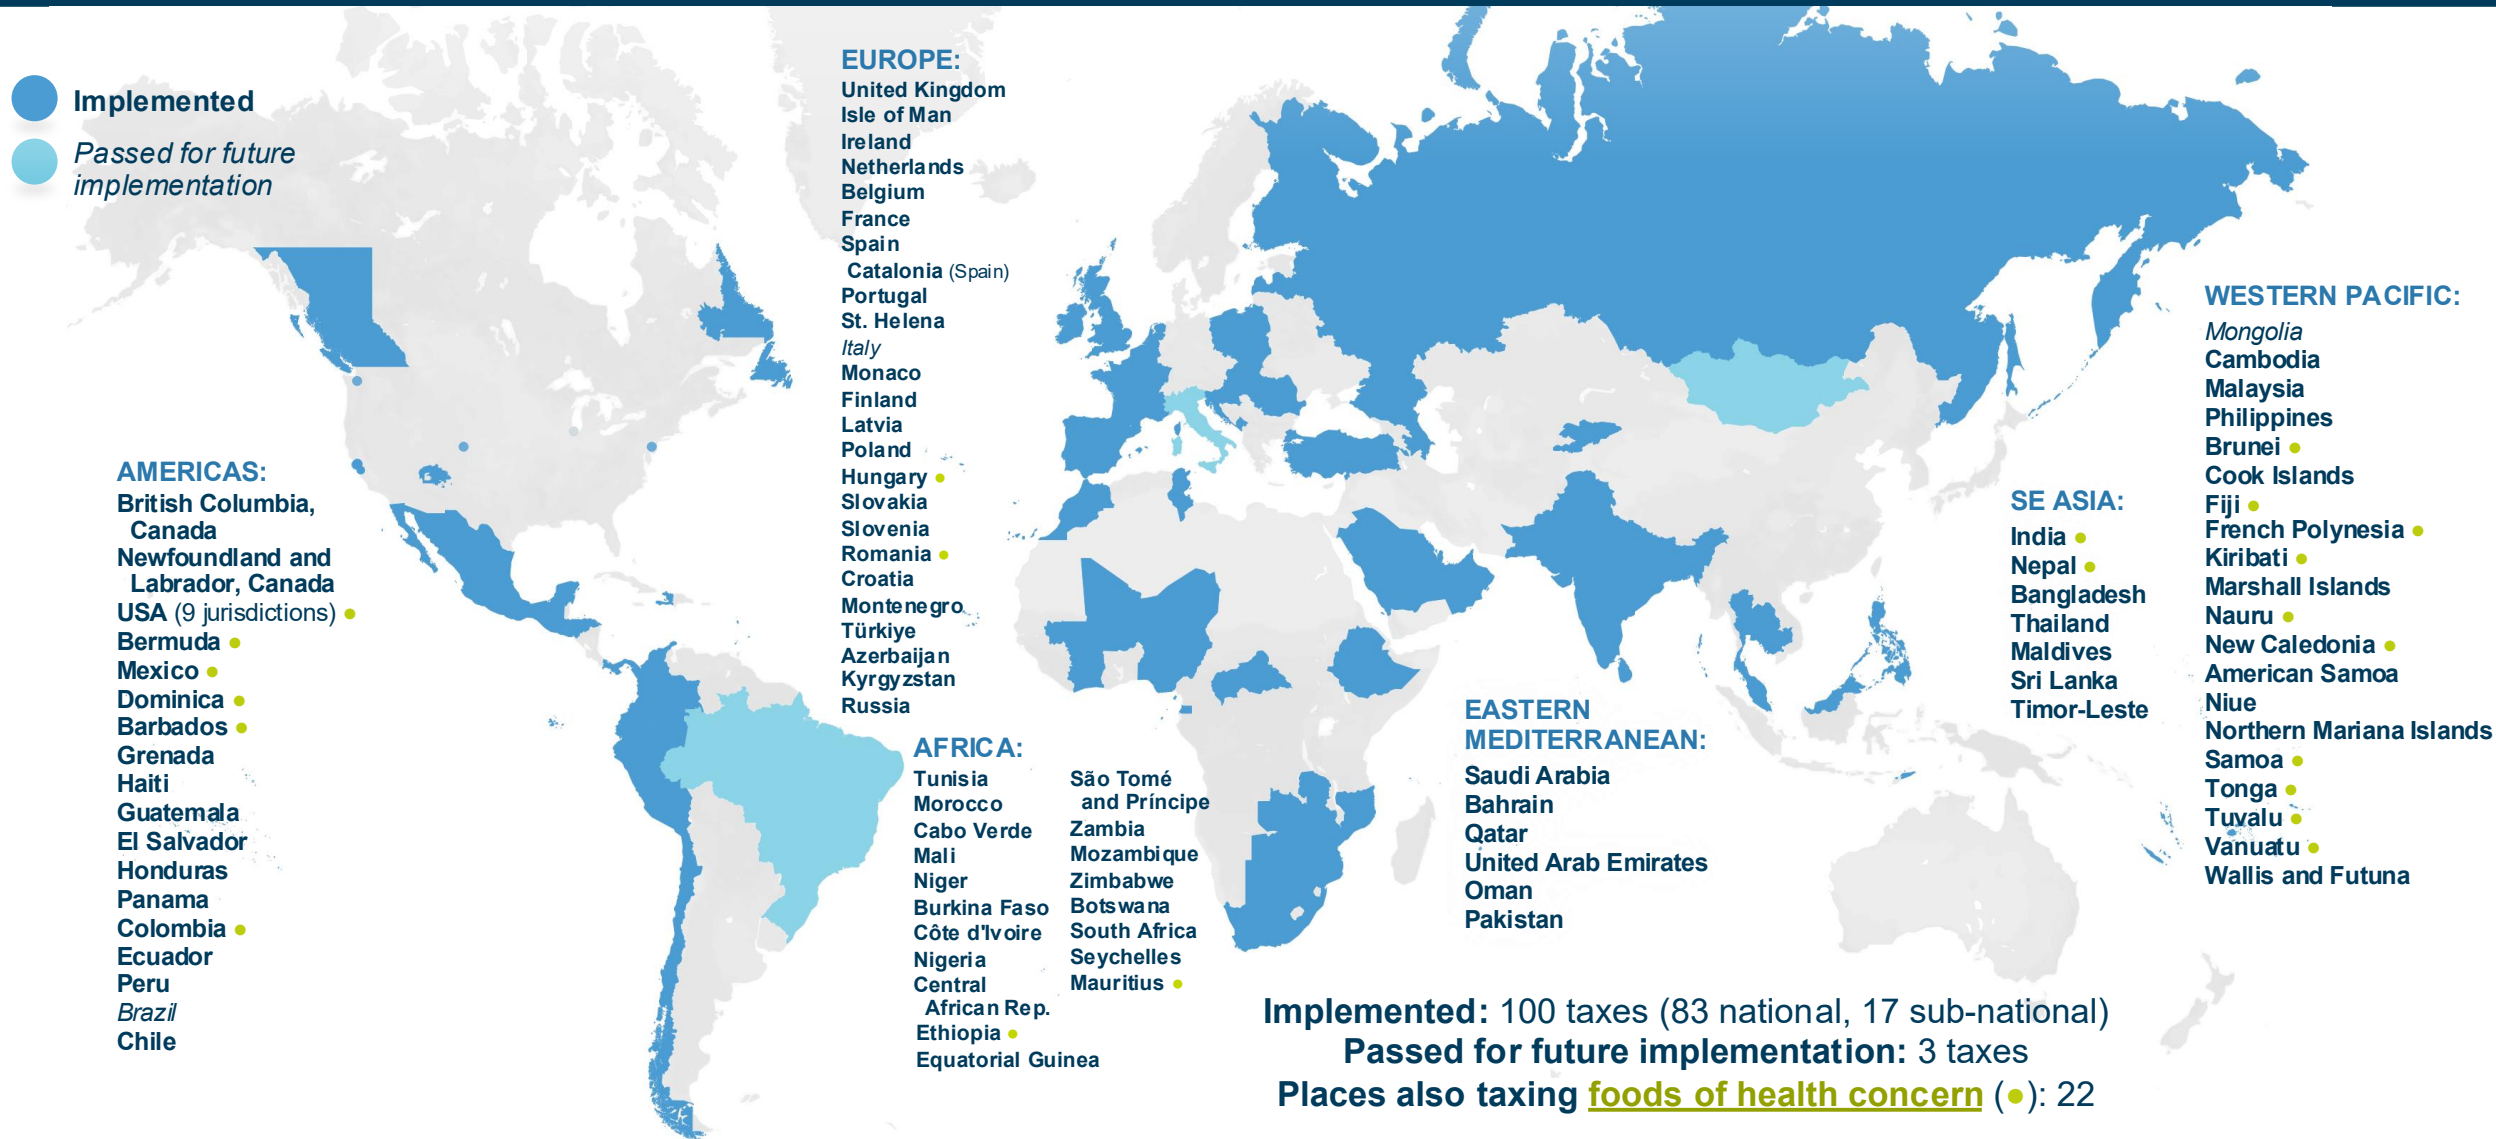 Implemented
Passed for future
implementation
AMERICAS:
British Columbia,
Canada
Newfoundland and
Labrador, Canada
USA (9 jurisdictions) ●
Bermuda ●
Mexico ●
Dominica ●
Barbados ●
Grenada
Haiti
Guatemala
El Salvador
Honduras
Panama
Colombia ●
Ecuador
Peru
Brazil
Chile
EUROPE:
United Kingdom
Isle of Man
Ireland
Netherlands
Belgium
France
Spain
Catalonia (Spain)
Portugal
St. Helena
Italy
Monaco
Finland
Latvia
Poland
Hungary ●
Slovakia
Slovenia
Romania ●
Croatia
Montenegro
Türkiye
Azerbaijan
Kyrgyzstan
Russia
AFRICA:
Tunisia
Morocco
Cabo Verde
Mali
Niger
Burkina Faso
Côte d'Ivoire
Nigeria
Central
African Rep.
Ethiopia ●
Equatorial Guinea
São Tomé
and Príncipe
Zambia
Mozambique
Zimbabwe
Botswana
South Africa
Seychelles
Mauritius ●
EASTERN
MEDITERRANEAN:
Saudi Arabia
Bahrain
Qatar
United Arab Emirates
Oman
Pakistan
SE ASIA:
India ●
Nepal ●
Bangladesh
Thailand
Maldives
Sri Lanka
Timor-Leste
WESTERN PACIFIC:
Mongolia
Cambodia
Malaysia
Philippines
Brunei ●
Cook Islands
Fiji ●
French Polynesia ●
Kiribati ●
Marshall Islands
Nauru ●
New Caledonia ●
American Samoa
Niue
Northern Mariana Islands
Samoa ●
Tonga ●
Tuvalu ●
Vanuatu ●
Wallis and Futuna
Implemented: 100 taxes (83 national, 17 sub-national)
Passed for future implementation: 3 taxes
Places also taxing foods of health concern (●): 22